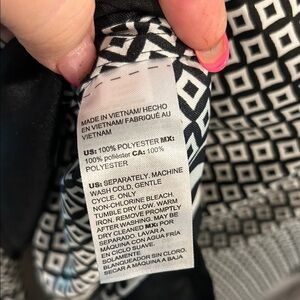 MADE IN VIETNAM/ HECHO
EN VIETNAM/ FABRIQUÉ AU
VIETNAM
US: 100% POLYESTER MX:
100% poliéster CA: 100%
POLYESTER
US: SEPARATELY, MACHINE
WASH COLD, GENTLE
CYCLE. ONLY
NON-CHLORINE BLEACH.
TUMBLE DRY LOW. WARM
IRON. REMOVE PROMPTLY
AFTER WASHING. MAY BE
DRY CLEANED MX: POR
SEPARADO. LAVAR A
MÁQUINA CON AGUA FRÍA
EN CICLO SUAVE.
SOLAMENTE
BLANQUEADOR SIN CLORO.
SECAR A MÁQUINA A BAJA